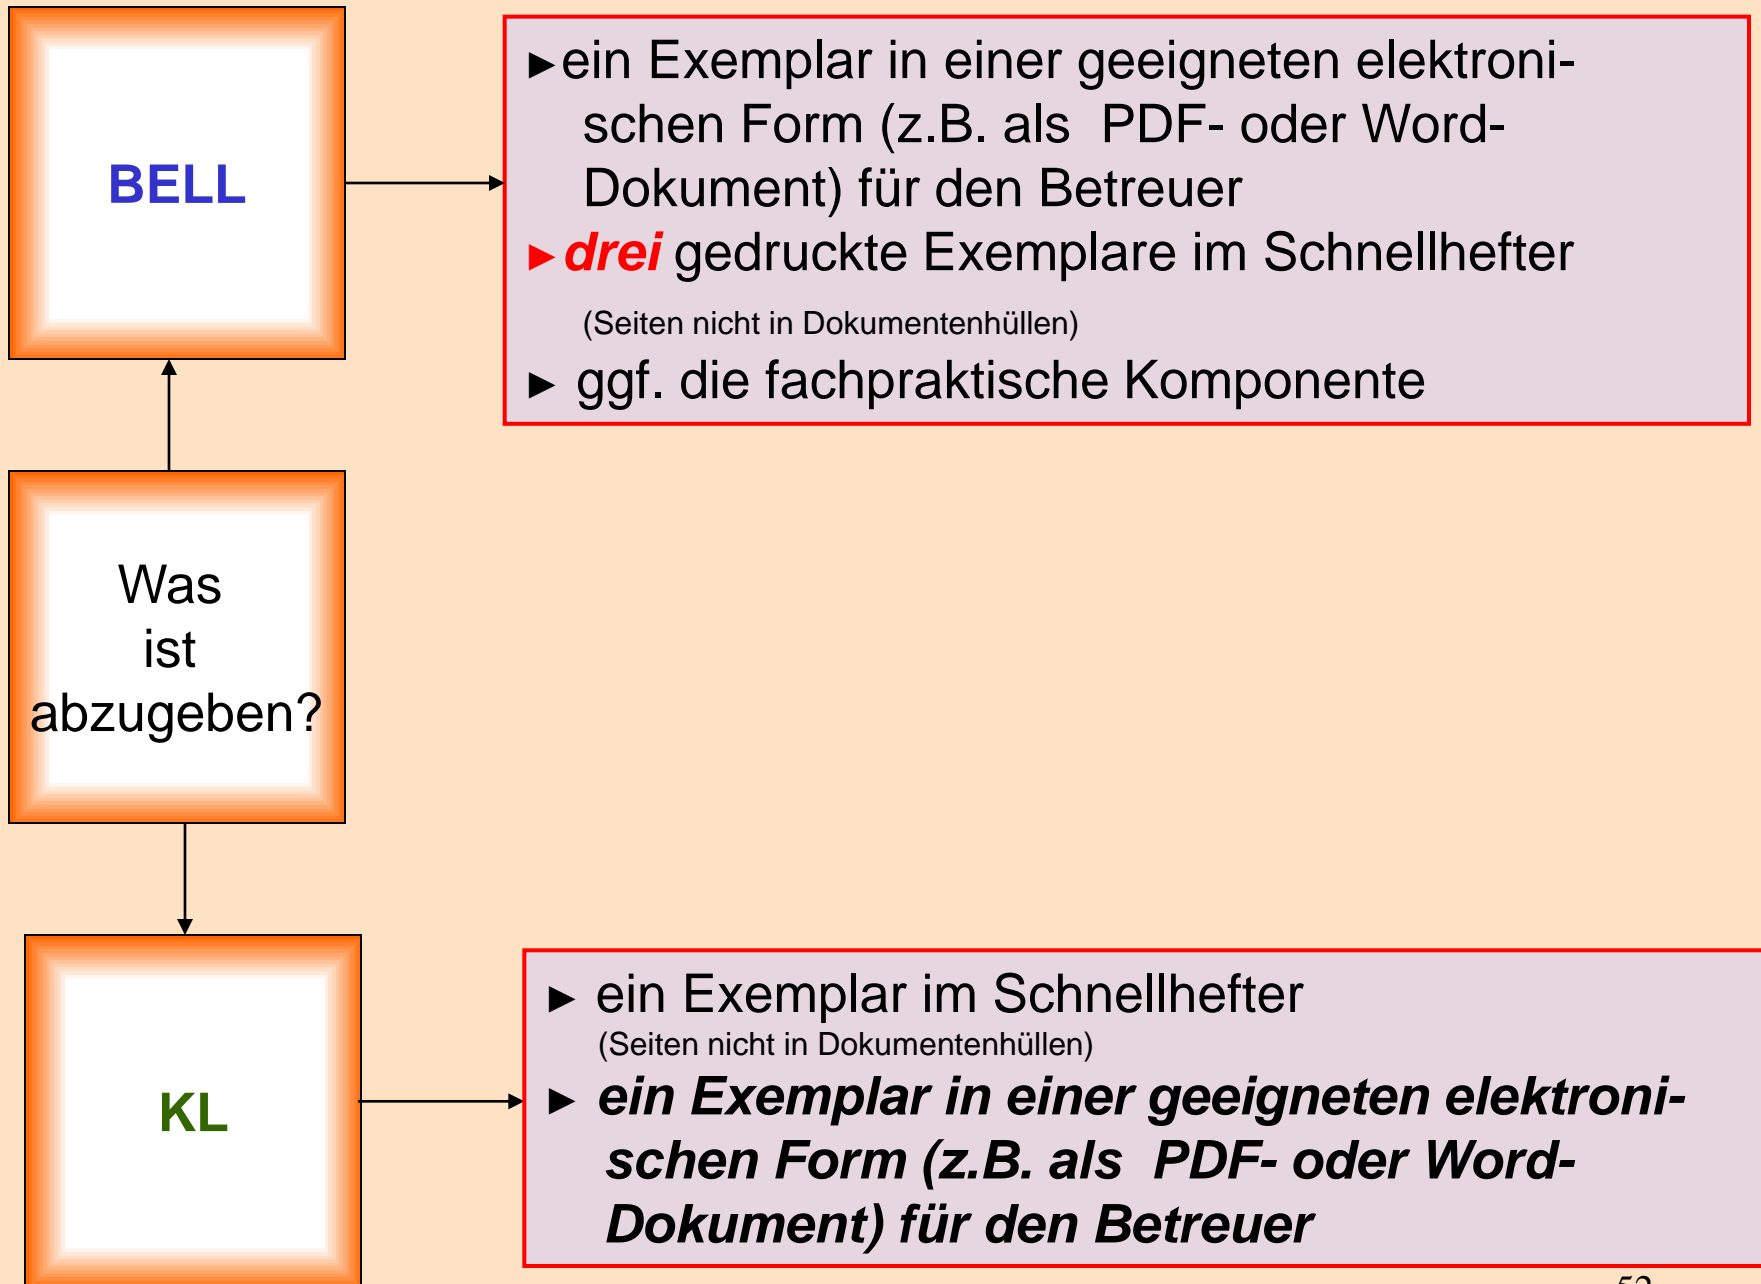 BELL
►ein Exemplar in einer geeigneten elektroni-
schen Form (z.B. als PDF- oder Word-
Dokument) für den Betreuer
►drei gedruckte Exemplare im Schnellhefter
(Seiten nicht in Dokumentenhüllen)
► ggf. die fachpraktische Komponente
Was
ist
abzugeben?
KL
► ein Exemplar im Schnellhefter
(Seiten nicht in Dokumentenhüllen)
► ein Exemplar in einer geeigneten elektroni-
schen Form (z.B. als PDF- oder Word-
Dokument) für den Betreuer